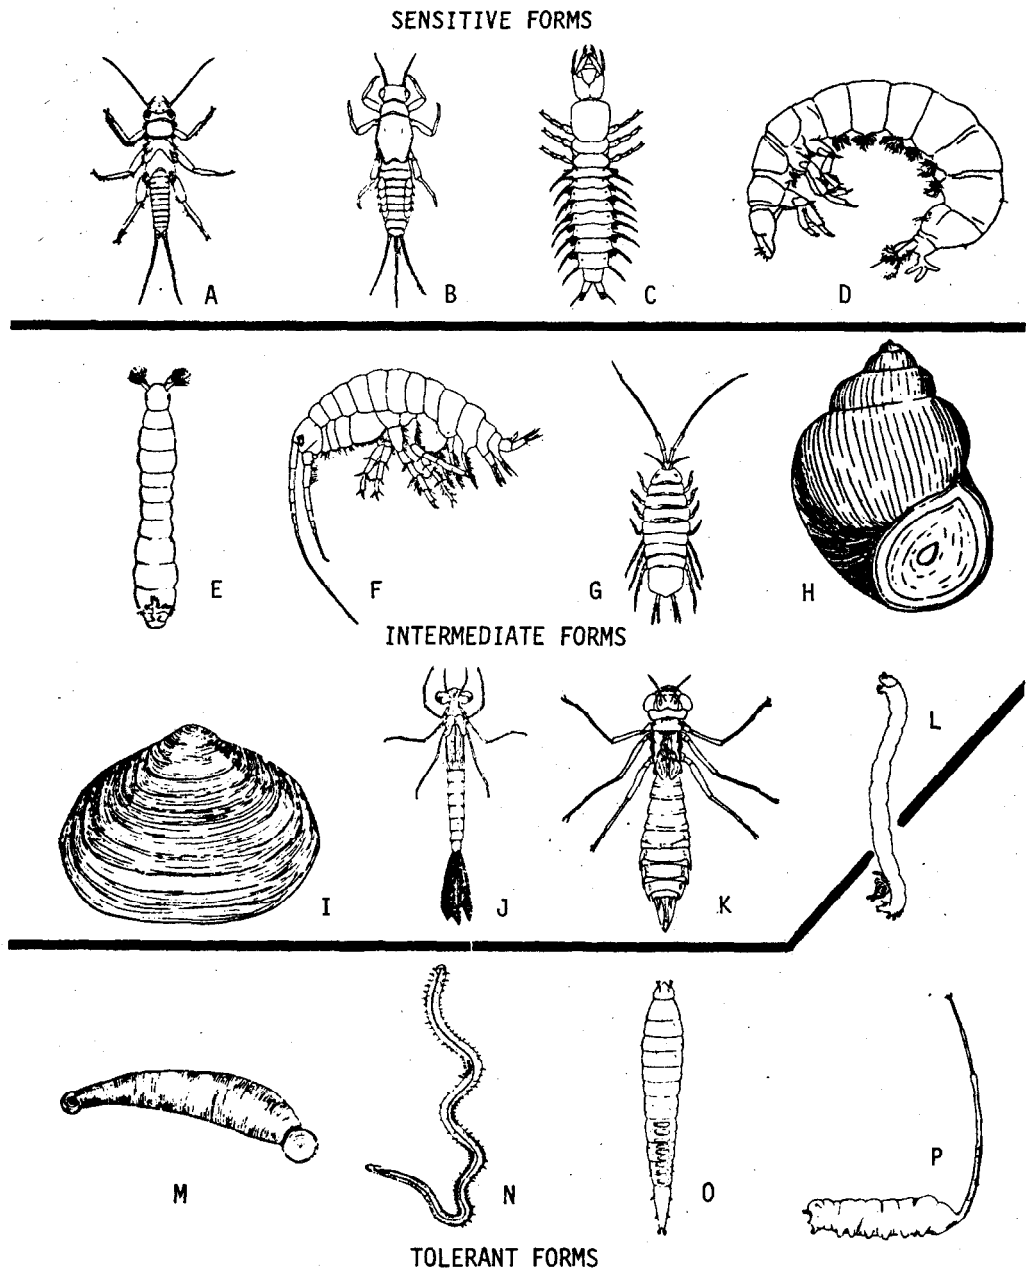 SENSITIVE FORMS
A
B
C
D
E
F
G
H
INTERMEDIATE FORMS
I
J
K
L
M
N
O
P
TOLERANT FORMS